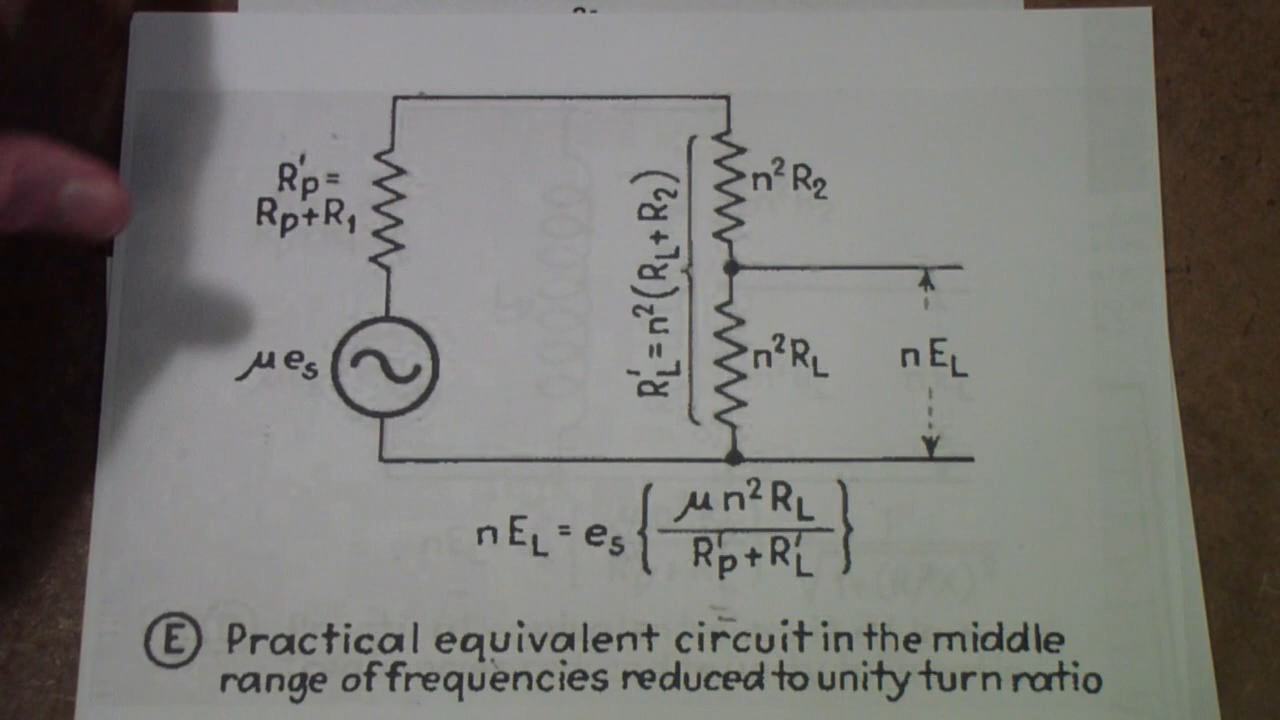 R'p =
Rp+R₁
μes
R'L = n²(RL+R₂)
n²R₂
n²RL
nEL
nEL = es { μn²RL / R'p+R'L }
Ⓔ Practical equivalent circuit in the middle
range of frequencies reduced to unity turn ratio